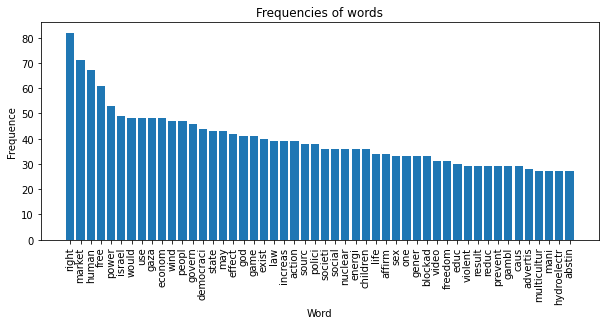 Frequencies of words
Frequence
80
70
60
50
40
30
20
10
0
right
market
human
free
power
israel
would
use
gaza
econom
wind
peopl
govern
democraci
state
may
effect
god
game
exist
law
increas
action
sourc
polici
societi
social
nuclear
energi
children
life
affirm
sex
one
gener
blockad
video
freedom
educ
violent
result
reduc
prevent
gambl
caus
advertis
multicultur
mani
hydroelectr
abstin
Word